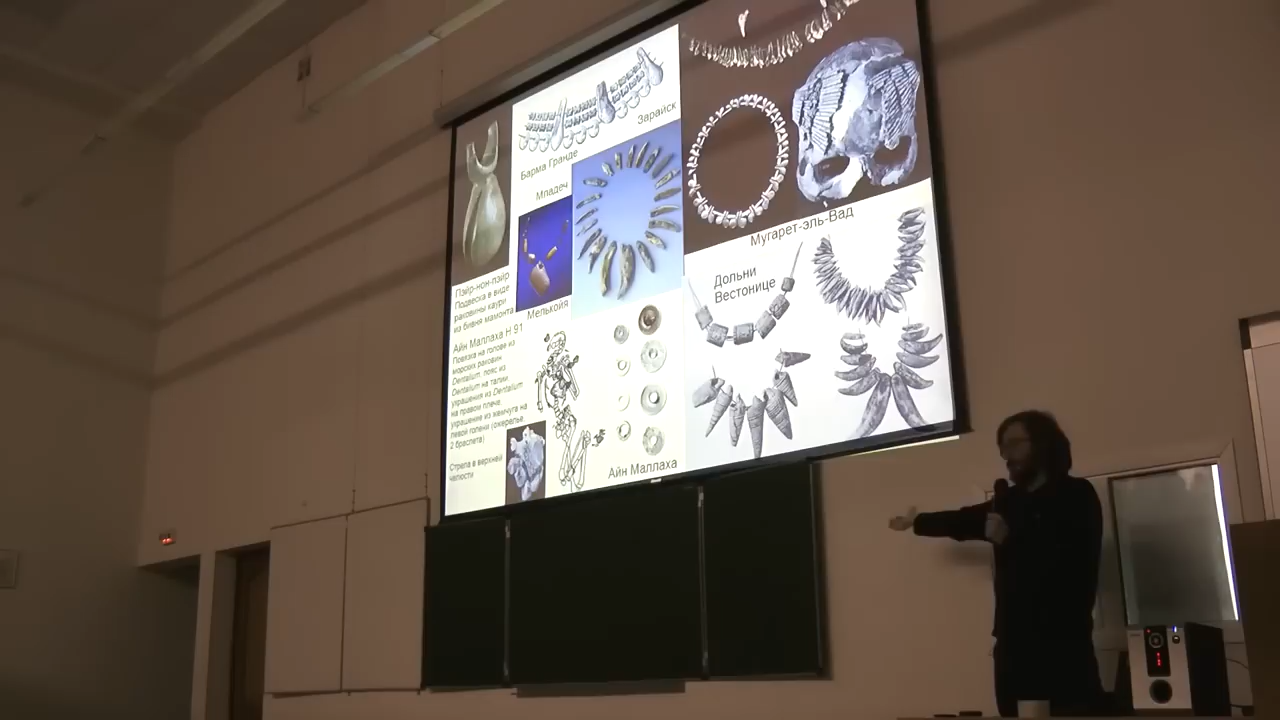 Зарайск
Барма Гранде
Младеч
Мугарет-эль-Вад
Пэйр-нон-пэйр
Подвеска в виде
раковины каури
из бивня мамонта
Мелькойя
Дольни
Вестонице
Айн Маллаха Н 91
Повязка на голове из
морских раковин
Dentalium, пояс из
Dentalium на талии
украшения из Dentalium
на правом плече,
украшение из жемчуга на
левой голени (ожерелье,
2 браслета)
Стрела в верхней
челюсти
Айн Маллаха